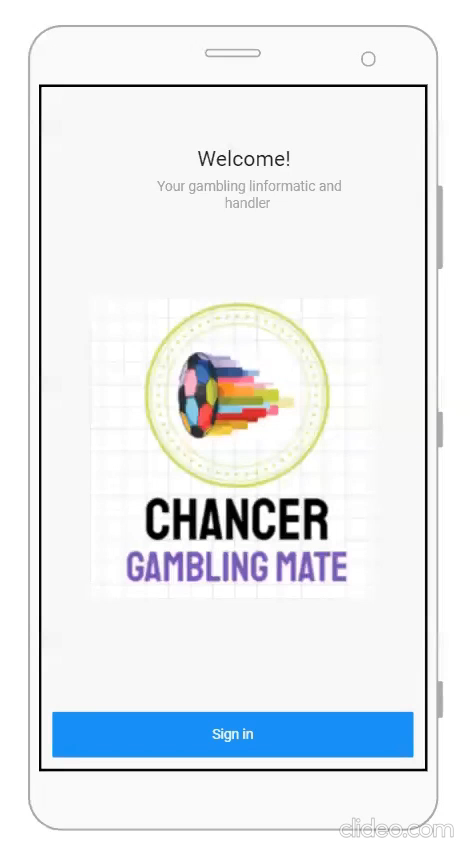 Welcome!
Your gambling linformatic and
handler
CHANCER
GAMBLING MATE
Sign in
clideo.com